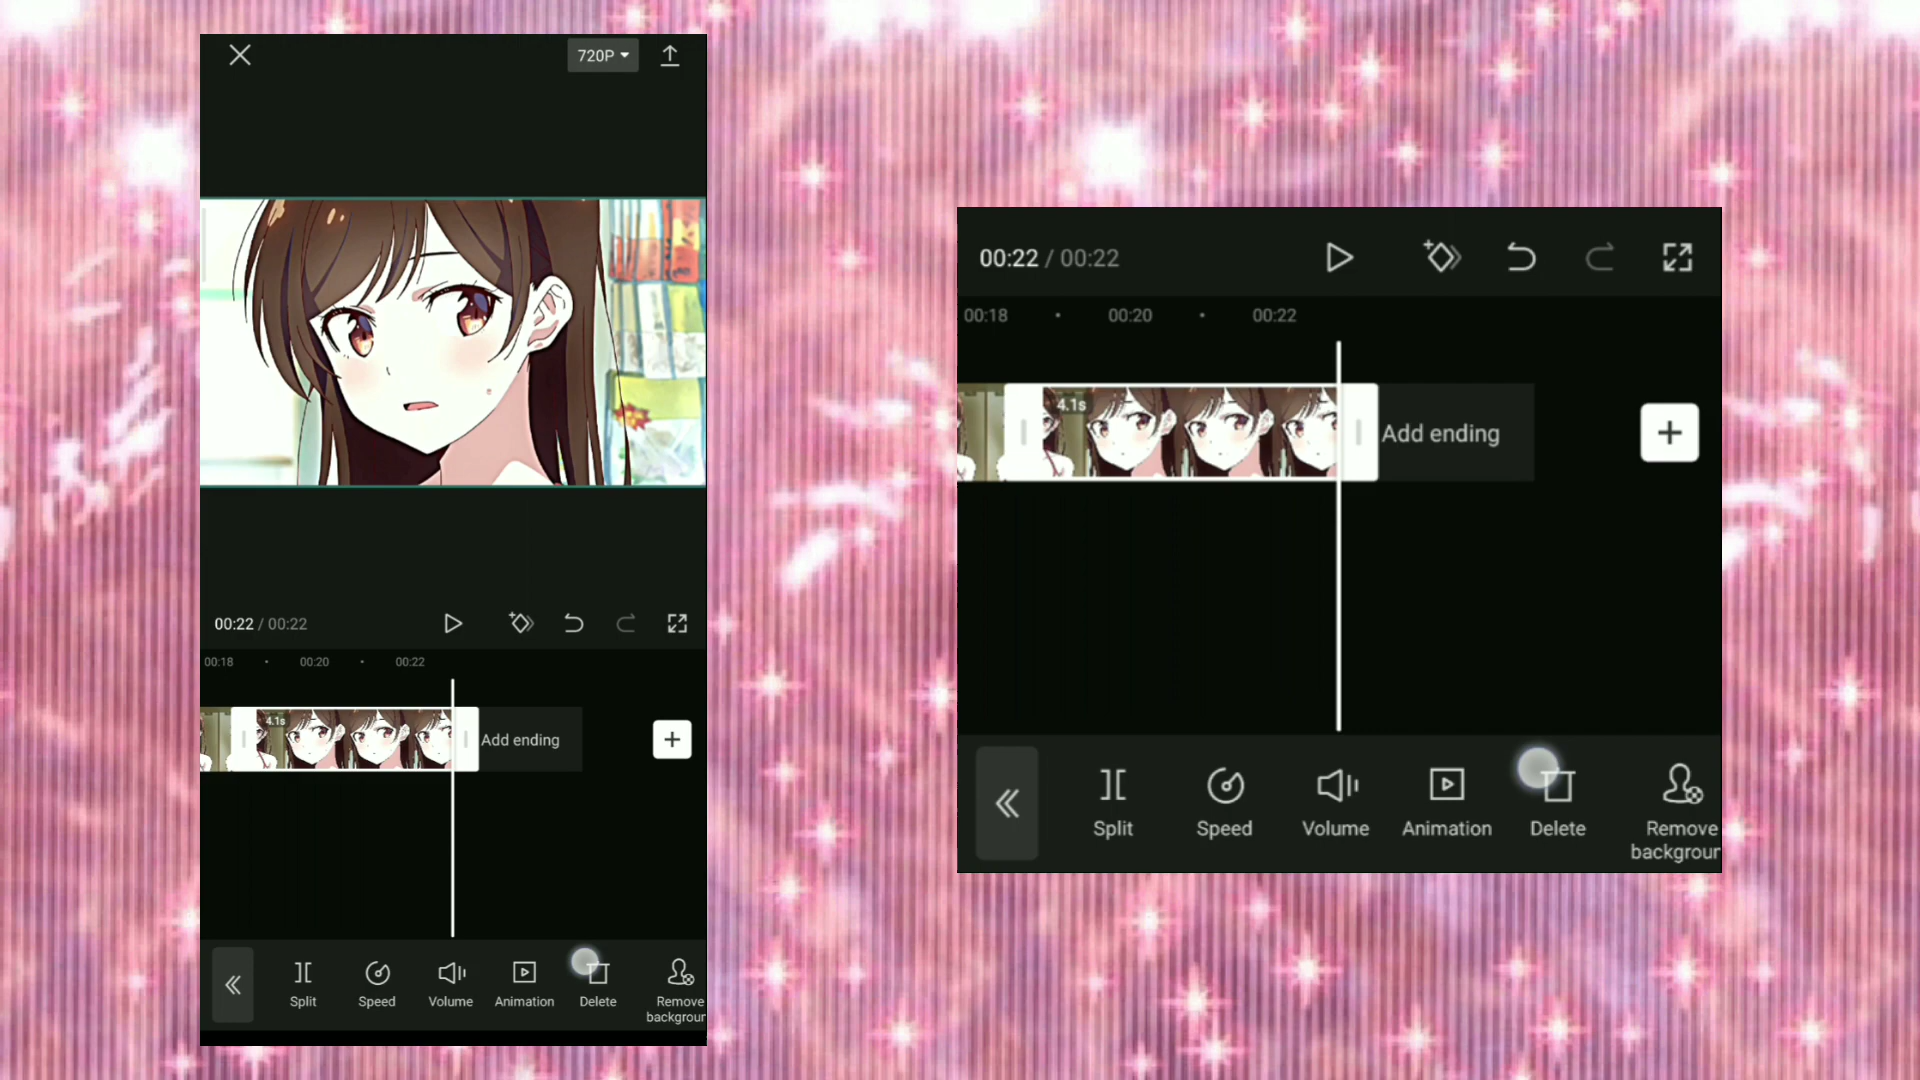 720P
00:22 / 00:22
00:18 00:20 00:22
4.1s
Add ending
Split Speed Volume Animation Delete Remove
backgroun
00:22 / 00:22
00:18 00:20 00:22
4.1s
Add ending
Split Speed Volume Animation Delete Remove
backgroun